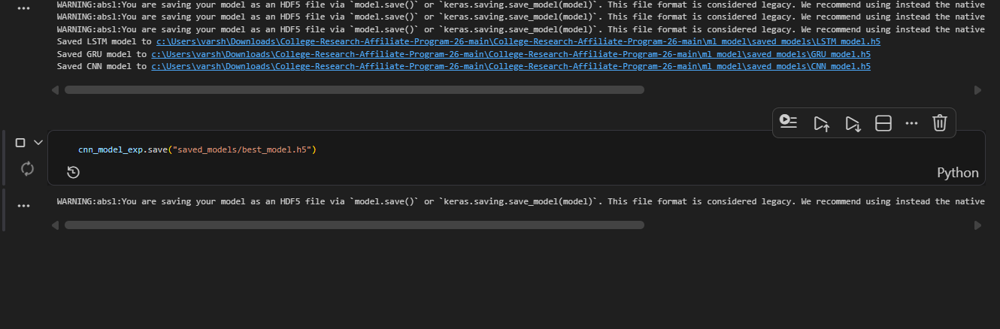 WARNING:absl:You are saving your model as an HDF5 file via `model.save()` or `keras.saving.save_model(model)`. This file format is considered legacy. We recommend using instead the native
WARNING:absl:You are saving your model as an HDF5 file via `model.save()` or `keras.saving.save_model(model)`. This file format is considered legacy. We recommend using instead the native
WARNING:absl:You are saving your model as an HDF5 file via `model.save()` or `keras.saving.save_model(model)`. This file format is considered legacy. We recommend using instead the native
Saved LSTM model to c:\Users\varsh\Downloads\College-Research-Affiliate-Program-26-main\College-Research-Affiliate-Program-26-main\ml_model\saved_models\LSTM_model.h5
Saved GRU model to c:\Users\varsh\Downloads\College-Research-Affiliate-Program-26-main\College-Research-Affiliate-Program-26-main\ml_model\saved_models\GRU_model.h5
Saved CNN model to c:\Users\varsh\Downloads\College-Research-Affiliate-Program-26-main\College-Research-Affiliate-Program-26-main\ml_model\saved_models\CNN_model.h5
cnn_model_exp.save("saved_models/best_model.h5")
Python
WARNING:absl:You are saving your model as an HDF5 file via `model.save()` or `keras.saving.save_model(model)`. This file format is considered legacy. We recommend using instead the native